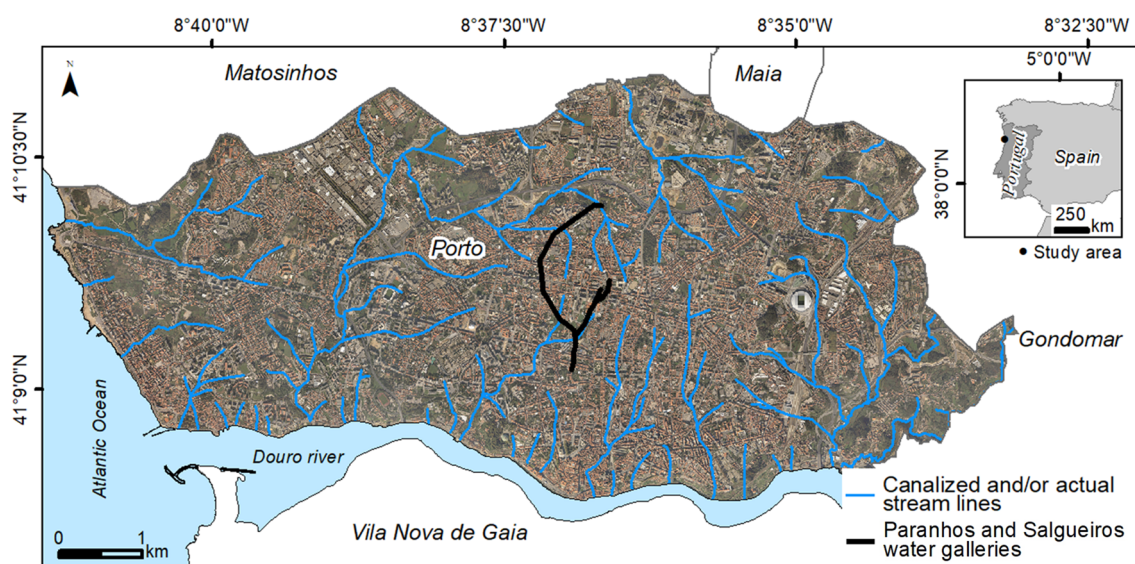 8°40'0"W
8°37'30"W
8°35'0"W
8°32'30"W
5°0'0"W
Matosinhos
Maia
N
41°10'30"N
Portugal
Spain
38°0'0"N
250
km
Study area
Porto
Gondomar
41°9'0"N
Atlantic Ocean
Douro river
Vila Nova de Gaia
0 1
km
Canalized and/or actual
stream lines
Paranhos and Salgueiros
water galleries